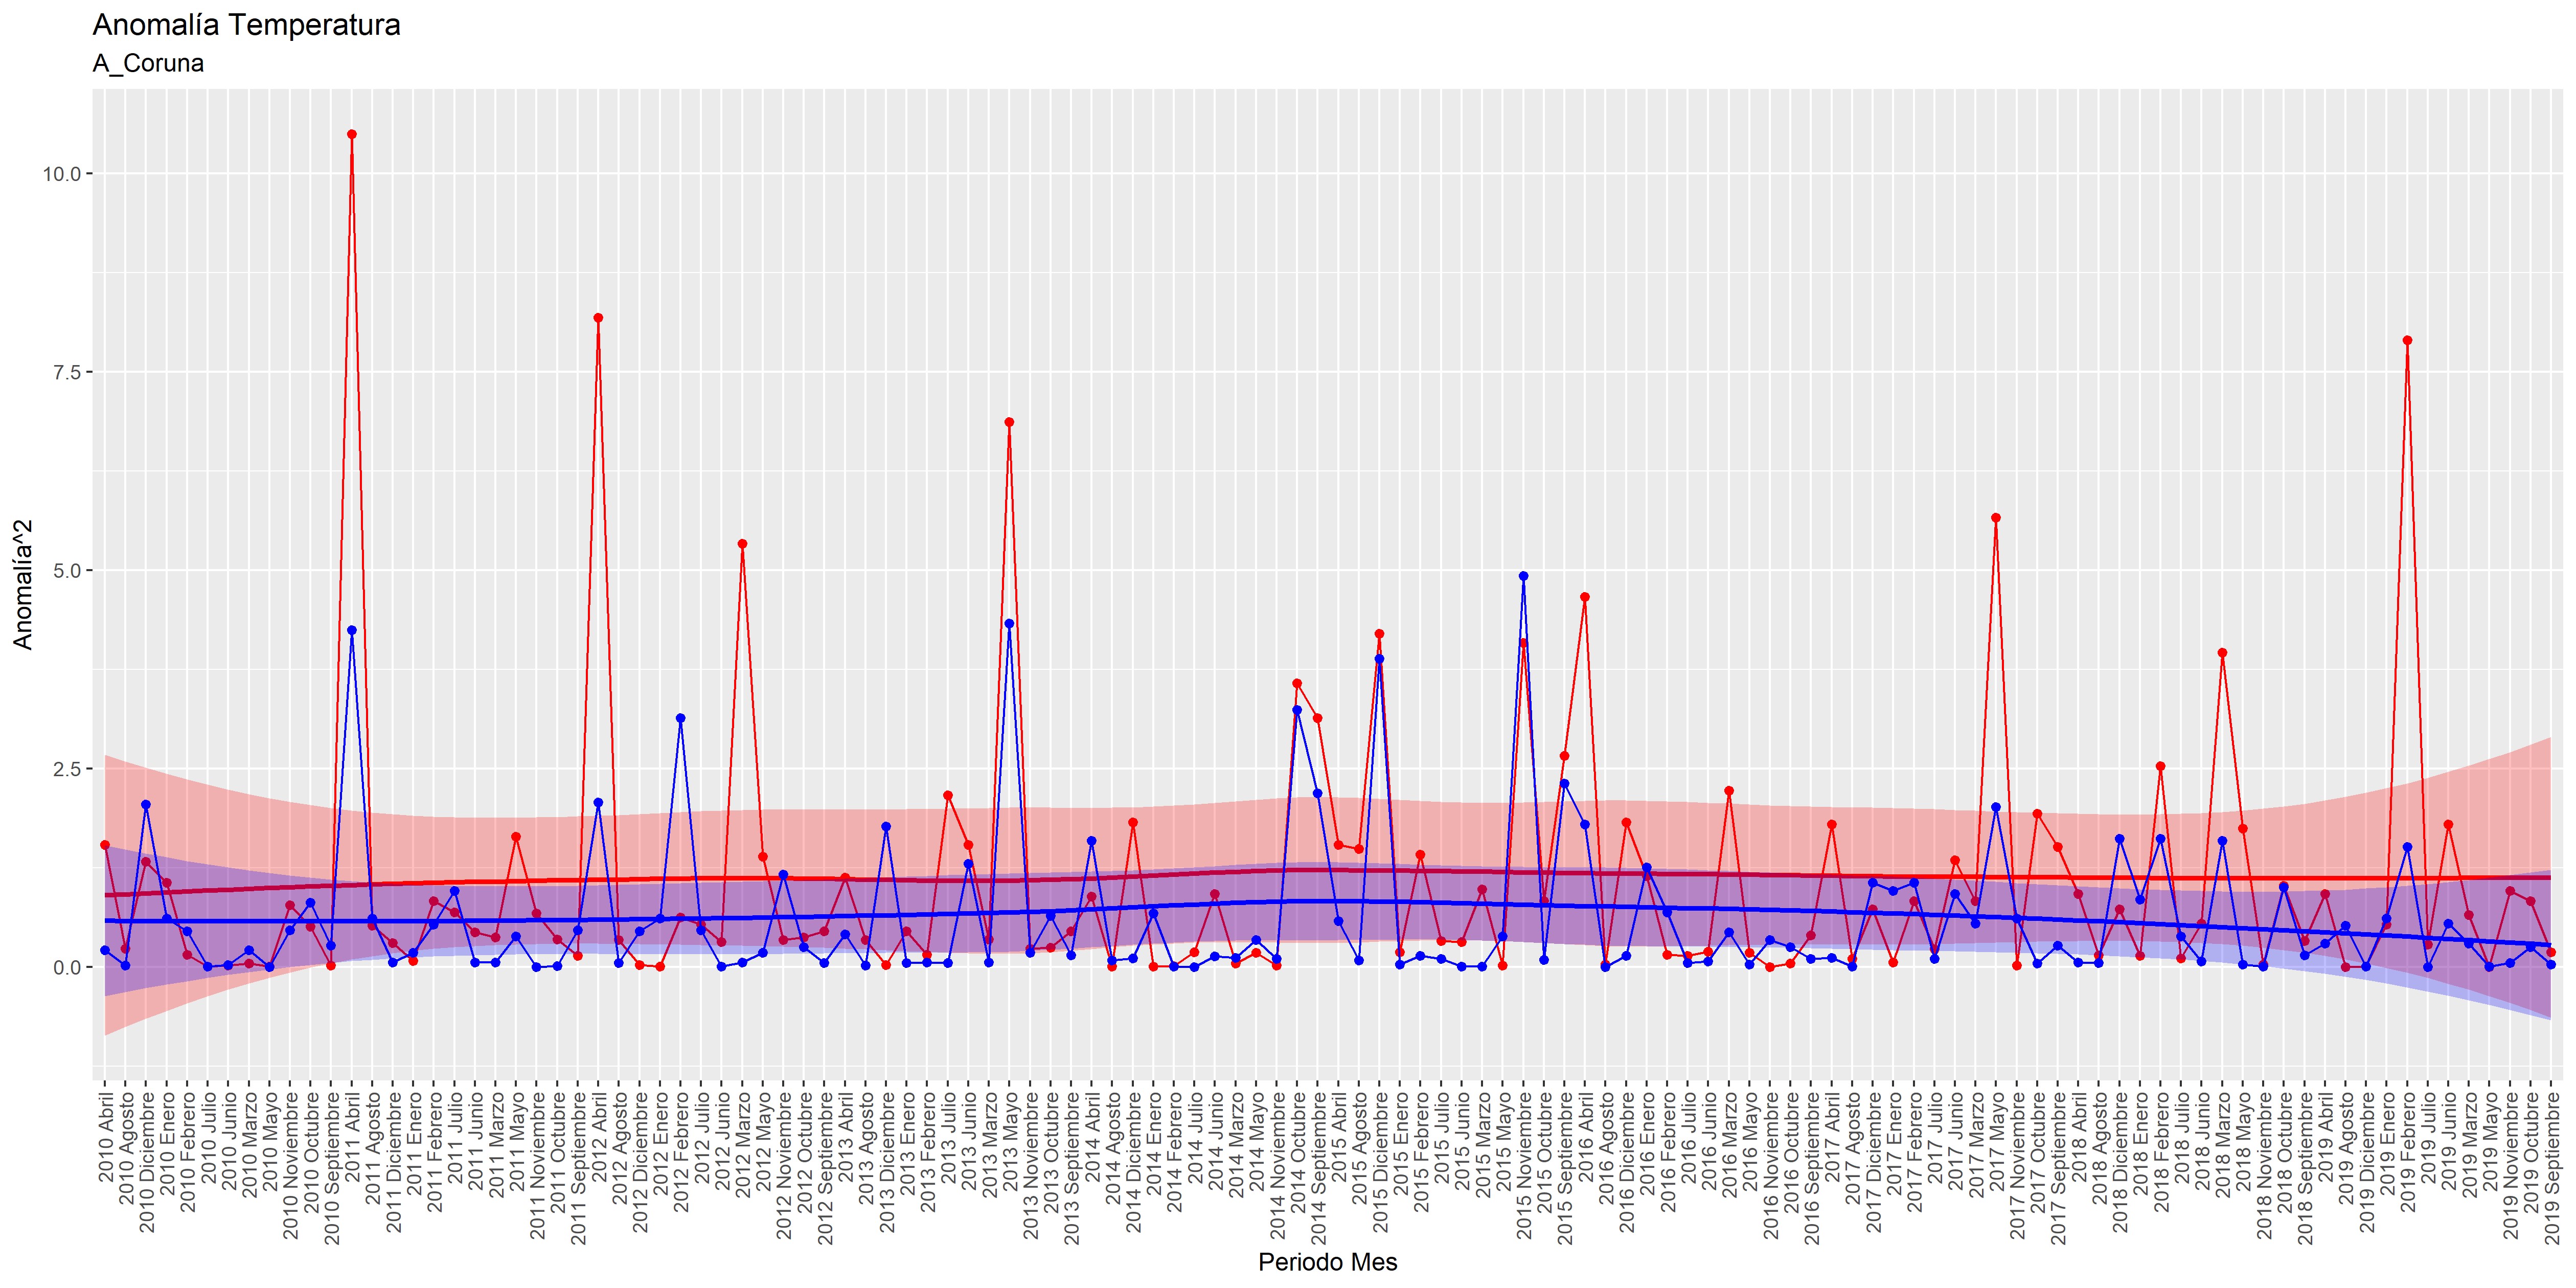 Anomalía Temperatura
A_Coruna
Anomalía^2
10.0
7.5
5.0
2.5
0.0
2010 Abril
2010 Agosto
2010 Diciembre
2010 Enero
2010 Febrero
2010 Julio
2010 Junio
2010 Marzo
2010 Mayo
2010 Noviembre
2010 Octubre
2010 Septiembre
2011 Abril
2011 Agosto
2011 Diciembre
2011 Enero
2011 Febrero
2011 Julio
2011 Junio
2011 Marzo
2011 Mayo
2011 Noviembre
2011 Octubre
2011 Septiembre
2012 Abril
2012 Agosto
2012 Diciembre
2012 Enero
2012 Febrero
2012 Julio
2012 Junio
2012 Marzo
2012 Mayo
2012 Noviembre
2012 Octubre
2012 Septiembre
2013 Abril
2013 Agosto
2013 Diciembre
2013 Enero
2013 Febrero
2013 Julio
2013 Junio
2013 Marzo
2013 Mayo
2013 Noviembre
2013 Octubre
2013 Septiembre
2014 Abril
2014 Agosto
2014 Diciembre
2014 Enero
2014 Febrero
2014 Julio
2014 Junio
2014 Marzo
2014 Mayo
2014 Noviembre
2014 Octubre
2014 Septiembre
2015 Abril
2015 Agosto
2015 Diciembre
2015 Enero
2015 Febrero
2015 Julio
2015 Junio
2015 Marzo
2015 Mayo
2015 Noviembre
2015 Octubre
2015 Septiembre
2016 Abril
2016 Agosto
2016 Diciembre
2016 Enero
2016 Febrero
2016 Julio
2016 Junio
2016 Marzo
2016 Mayo
2016 Noviembre
2016 Octubre
2016 Septiembre
2017 Abril
2017 Agosto
2017 Diciembre
2017 Enero
2017 Febrero
2017 Julio
2017 Junio
2017 Marzo
2017 Mayo
2017 Noviembre
2017 Octubre
2017 Septiembre
2018 Abril
2018 Agosto
2018 Diciembre
2018 Enero
2018 Febrero
2018 Julio
2018 Junio
2018 Marzo
2018 Mayo
2018 Noviembre
2018 Octubre
2018 Septiembre
2019 Abril
2019 Agosto
2019 Diciembre
2019 Enero
2019 Febrero
2019 Julio
2019 Junio
2019 Marzo
2019 Mayo
2019 Noviembre
2019 Octubre
2019 Septiembre
Periodo Mes